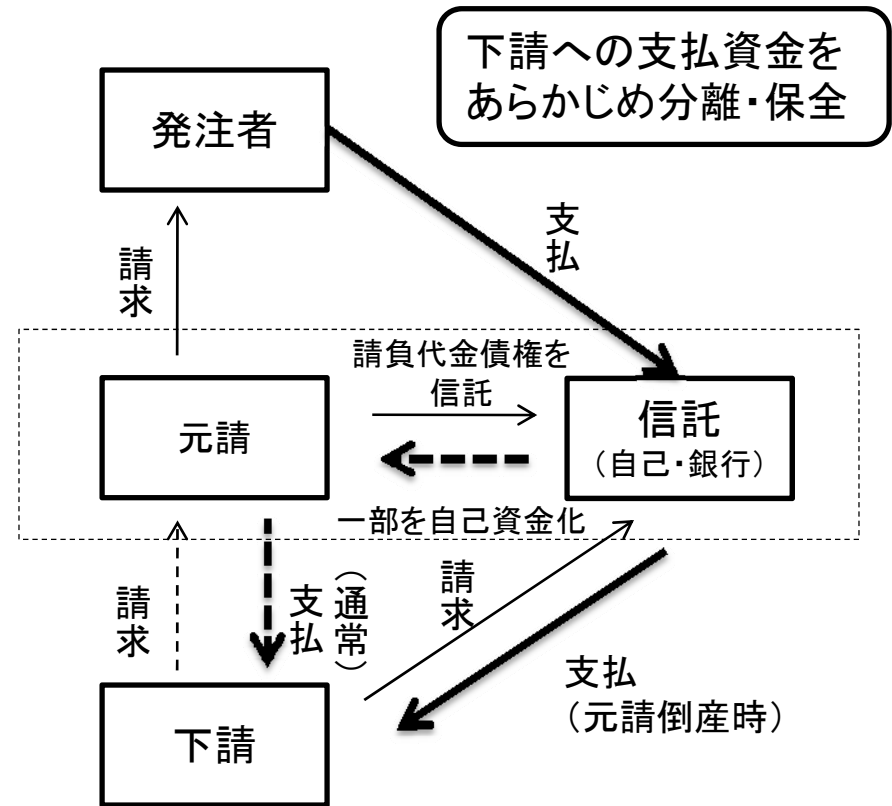 下請への支払資金を
あらかじめ分離・保全
発注者
支払
請求
請負代金債権を
信託
元請
信託
（自己・銀行）
一部を自己資金化
請求
支払
（通常）
請求
支払
（元請倒産時）
下請